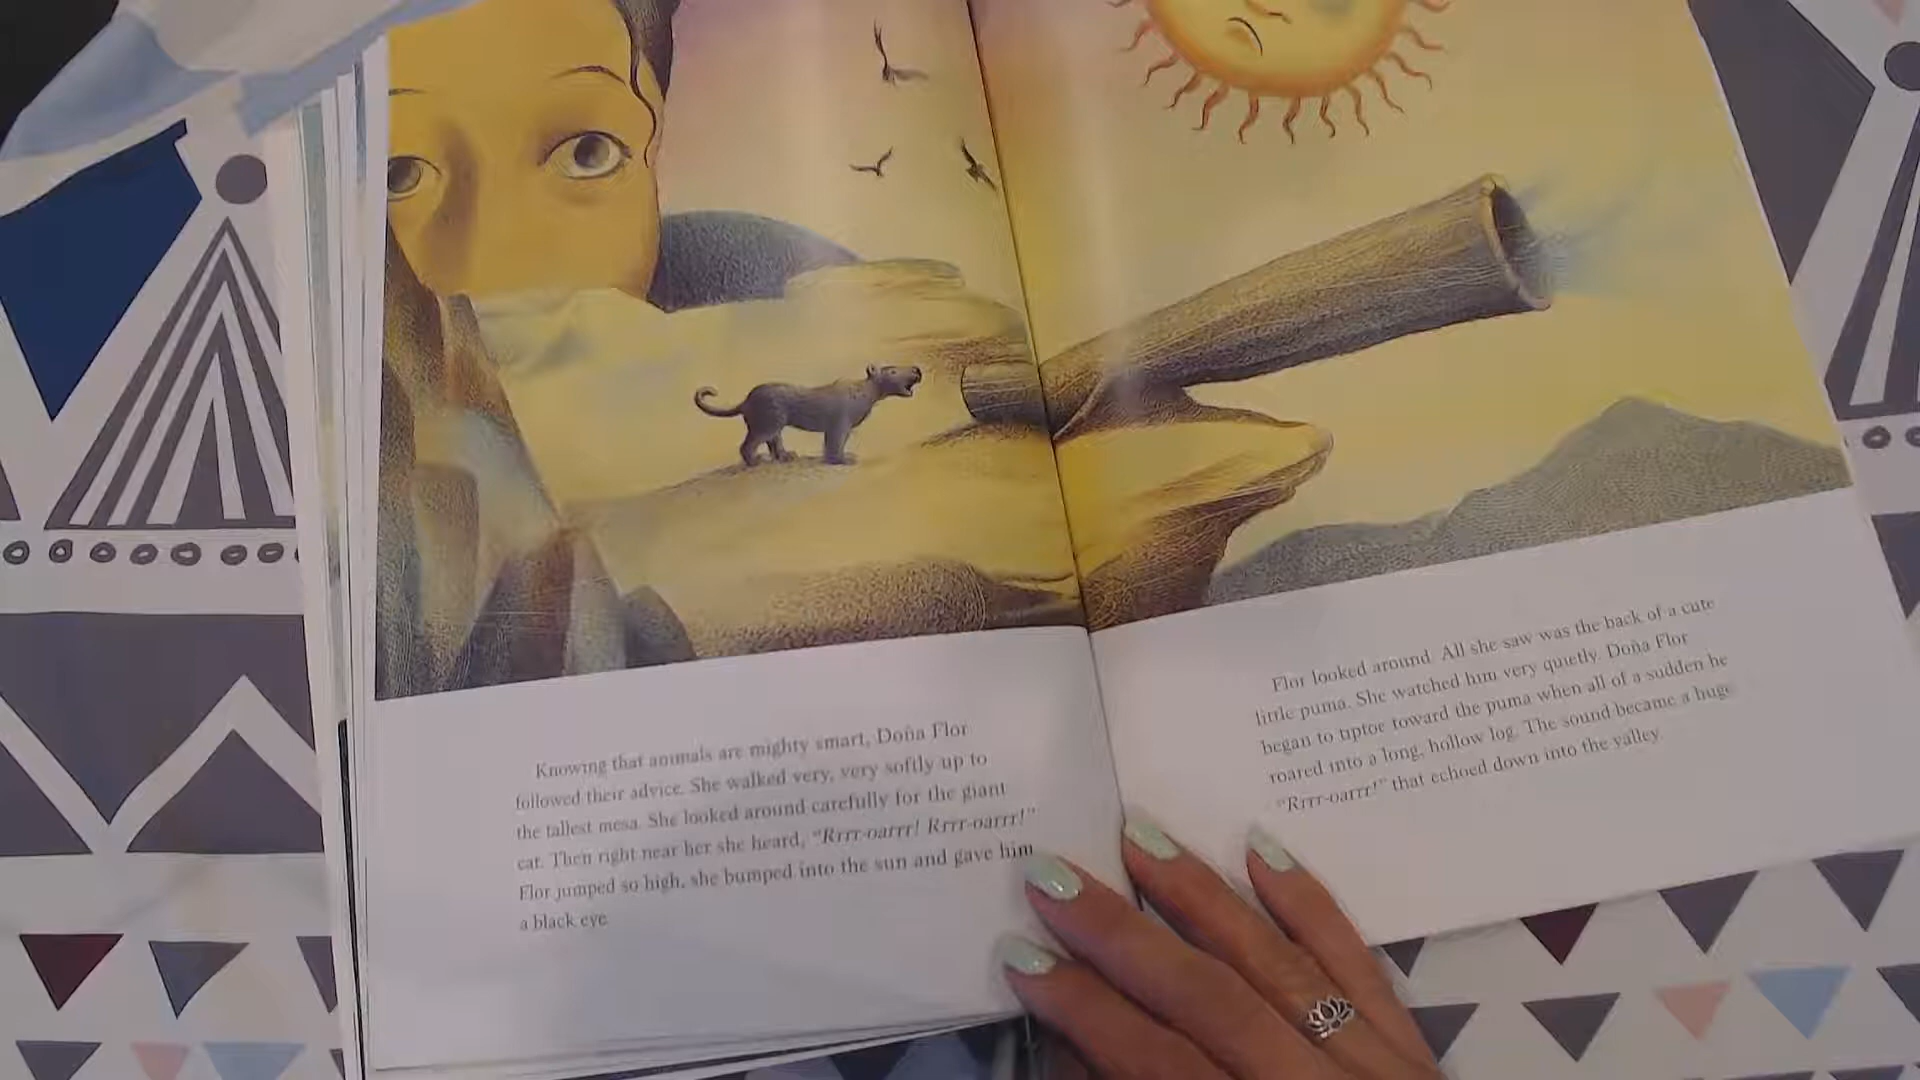 Knowing that animals are mighty smart, Doña Flor
followed their advice. She walked very, very softly up to
the tallest mesa. She looked around carefully for the giant
cat. Then right near her she heard, “Rrrr-oarrr! Rrrr-oarrr!”
Flor jumped so high, she bumped into the sun and gave him
a black eye.
Flor looked around. All she saw was the back of a cute
little puma. She watched him very quietly. Doña Flor
began to tiptoe toward the puma when all of a sudden he
roared into a long, hollow log. The sound became a huge
“Rrrr-oarrr!” that echoed down into the valley.